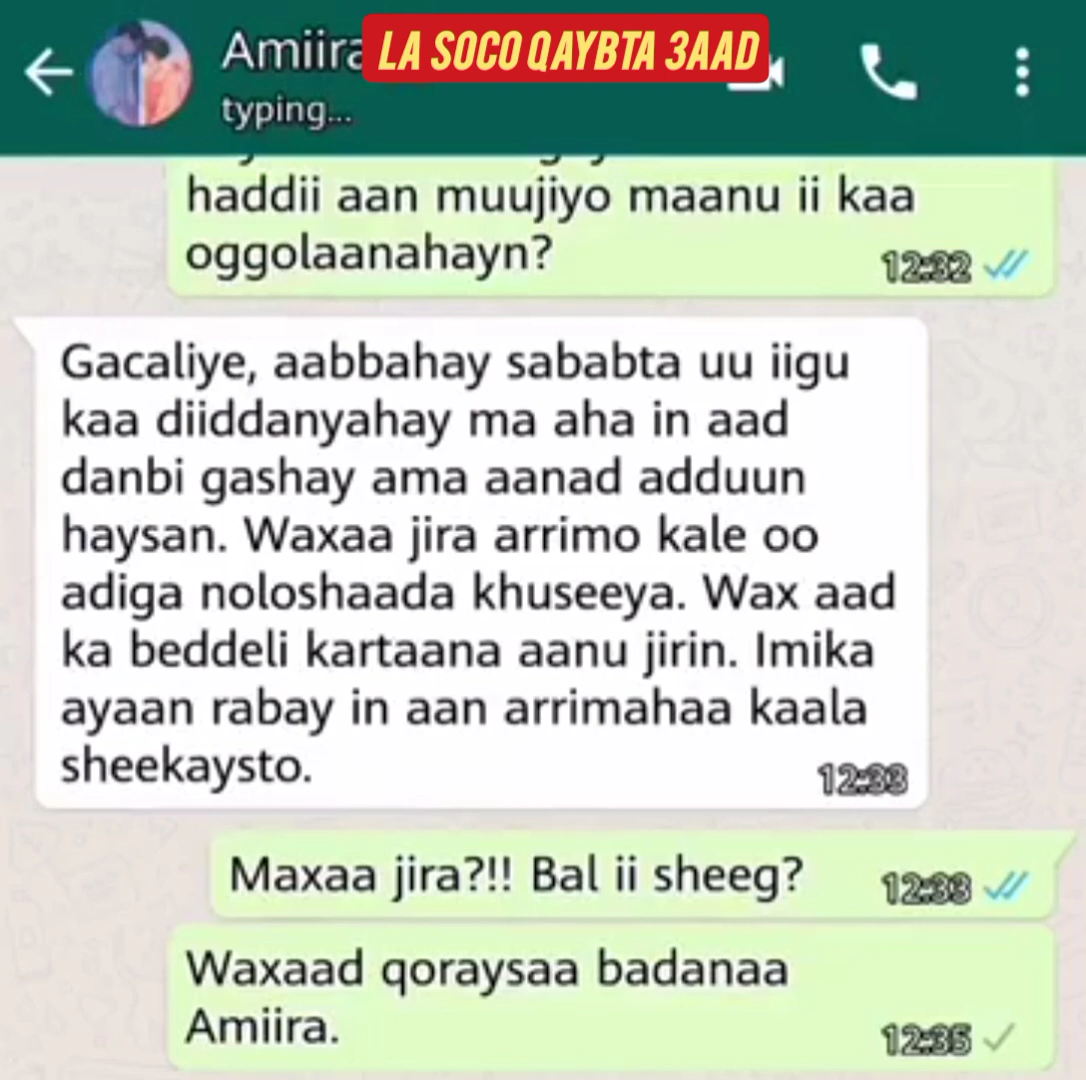 Amiira
LA SOCO QAYBTA 3AAD
typing...
haddii aan muujiyo maanu ii kaa
oggolaanahayn?
12:32
Gacaliye, aabbahay sababta uu iigu
kaa diiddanyahay ma aha in aad
danbi gashay ama aanad adduun
haysan. Waxaa jira arrimo kale oo
adiga noloshaada khuseeya. Wax aad
ka beddeli kartaana aanu jirin. Imika
ayaan rabay in aan arrimahaa kaala
sheekaysto.
12:33
Maxaa jira?!! Bal ii sheeg?
12:33
Waxaad qoraysaa badanaa
Amiira.
12:35